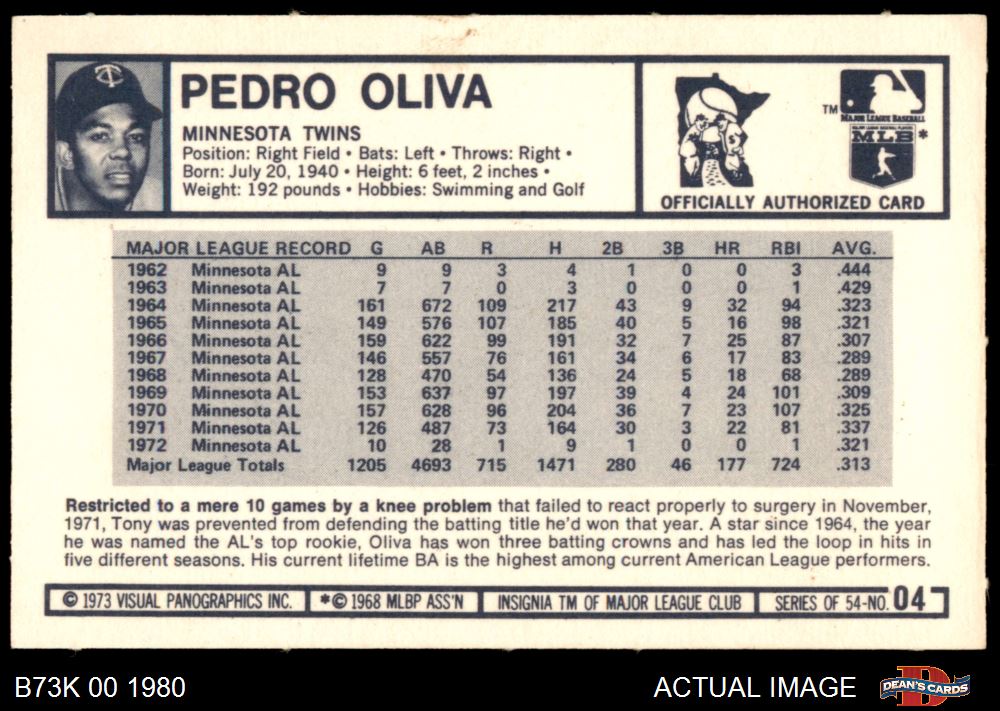 PEDRO OLIVA
MINNESOTA TWINS
Position: Right Field • Bats: Left • Throws: Right •
Born: July 20, 1940 • Height: 6 feet, 2 inches •
Weight: 192 pounds • Hobbies: Swimming and Golf
TM
MAJOR LEAGUE BASEBALL
MAJOR LEAGUE BASEBALL PLAYERS
MLB*
OFFICIALLY AUTHORIZED CARD
MAJOR LEAGUE RECORD G AB R H 2B 3B HR RBI AVG.
1962 Minnesota AL 9 9 3 4 1 0 0 3 .444
1963 Minnesota AL 7 7 0 3 0 0 0 1 .429
1964 Minnesota AL 161 672 109 217 43 9 32 94 .323
1965 Minnesota AL 149 576 107 185 40 5 16 98 .321
1966 Minnesota AL 159 622 99 191 32 7 25 87 .307
1967 Minnesota AL 146 557 76 161 34 6 17 83 .289
1968 Minnesota AL 128 470 54 136 24 5 18 68 .289
1969 Minnesota AL 153 637 97 197 39 4 24 101 .309
1970 Minnesota AL 157 628 96 204 36 7 23 107 .325
1971 Minnesota AL 126 487 73 164 30 3 22 81 .337
1972 Minnesota AL 10 28 1 9 1 0 0 1 .321
Major League Totals 1205 4693 715 1471 280 46 177 724 .313
Restricted to a mere 10 games by a knee problem that failed to react properly to surgery in November,
1971, Tony was prevented from defending the batting title he'd won that year. A star since 1964, the year
he was named the AL's top rookie, Oliva has won three batting crowns and has led the loop in hits in
five different seasons. His current lifetime BA is the highest among current American League performers.
© 1973 VISUAL PANOGRAPHICS INC. *© 1968 MLBP ASS'N INSIGNIA TM OF MAJOR LEAGUE CLUB SERIES OF 54-NO. 04
B73K 00 1980 ACTUAL IMAGE DEAN'S CARDS